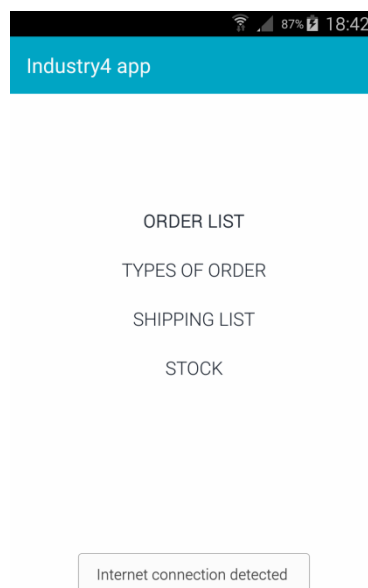 87% 18:42
Industry4 app
ORDER LIST
TYPES OF ORDER
SHIPPING LIST
STOCK
Internet connection detected